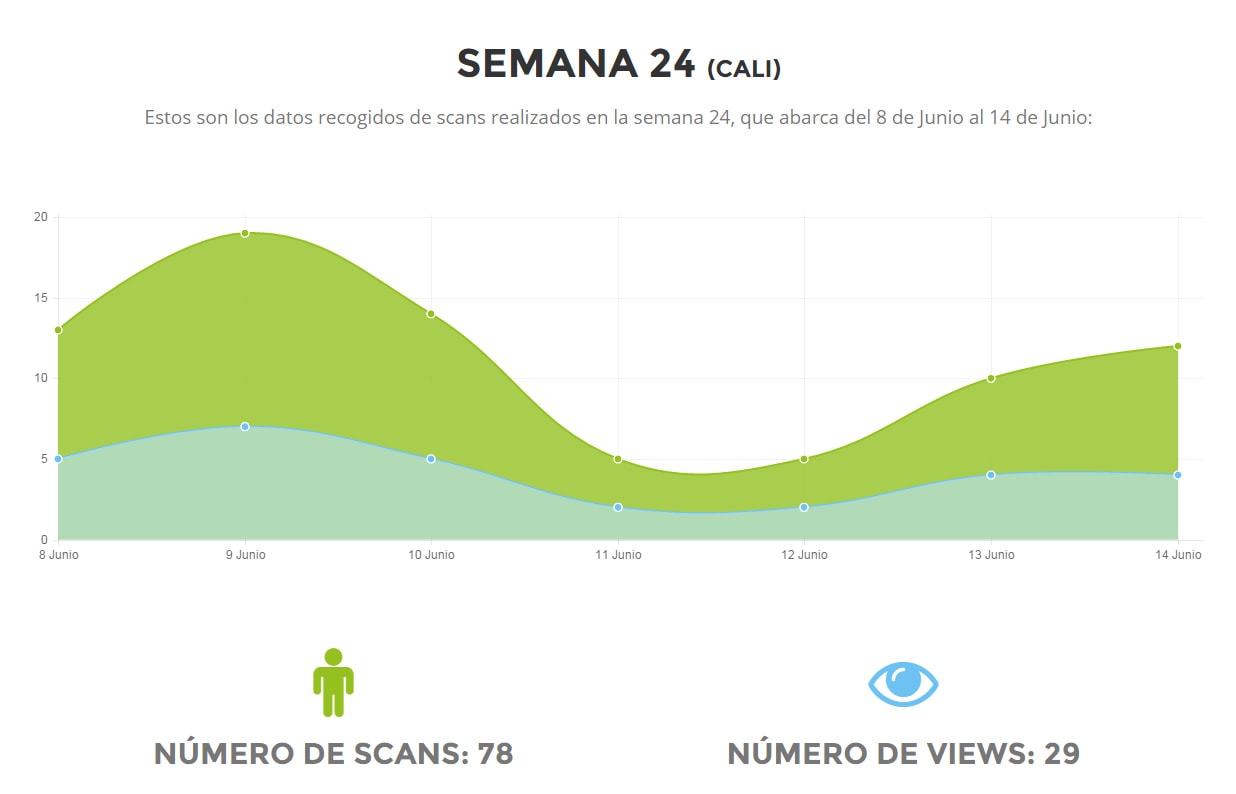 SEMANA 24 (CALI)
Estos son los datos recogidos de scans realizados en la semana 24, que abarca del 8 de Junio al 14 de Junio:
20
15
10
5
0
8 Junio 9 Junio 10 Junio 11 Junio 12 Junio 13 Junio 14 Junio
NÚMERO DE SCANS: 78 NÚMERO DE VIEWS: 29